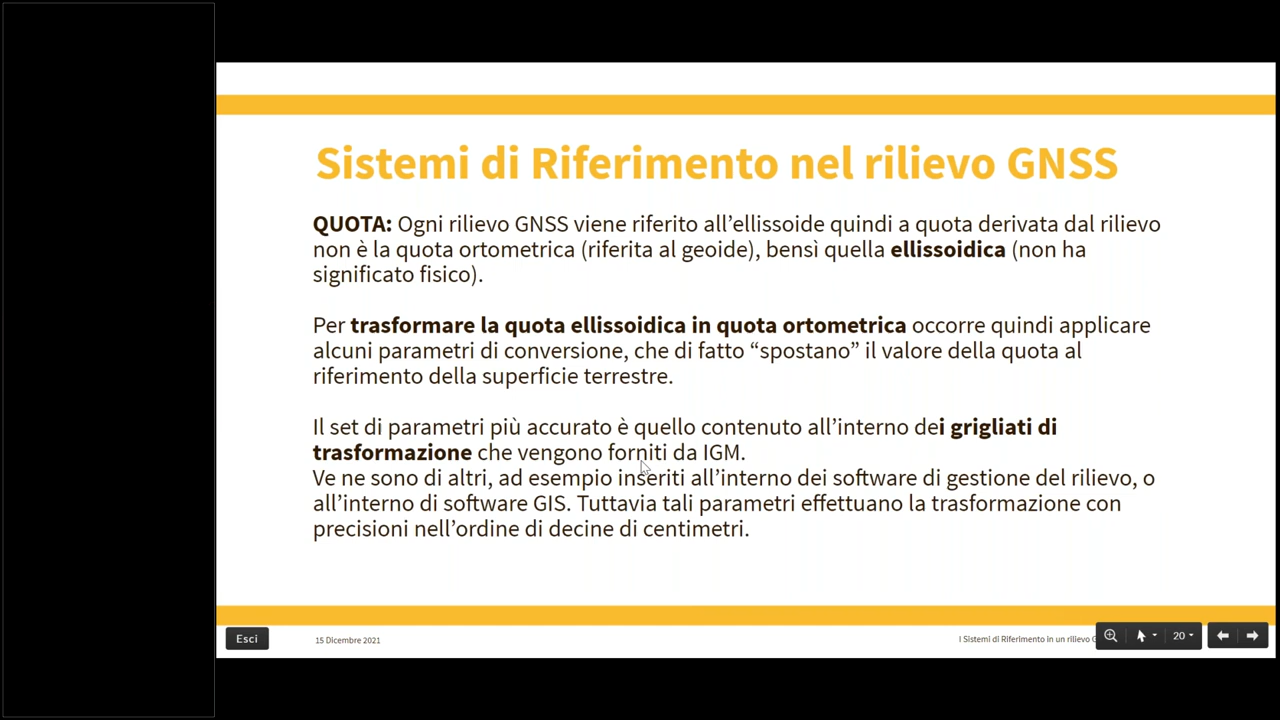 Sistemi di Riferimento nel rilievo GNSS
QUOTA: Ogni rilievo GNSS viene riferito all’ellissoide quindi a quota derivata dal rilievo
non è la quota ortometrica (riferita al geoide), bensì quella ellissoidica (non ha
significato fisico).
Per trasformare la quota ellissoidica in quota ortometrica occorre quindi applicare
alcuni parametri di conversione, che di fatto “spostano” il valore della quota al
riferimento della superficie terrestre.
Il set di parametri più accurato è quello contenuto all’interno dei grigliati di
trasformazione che vengono forniti da IGM.
Ve ne sono di altri, ad esempio inseriti all’interno dei software di gestione del rilievo, o
all’interno di software GIS. Tuttavia tali parametri effettuano la trasformazione con
precisioni nell’ordine di decine di centimetri.
Esci
15 Dicembre 2021
I Sistemi di Riferimento in un rilievo
20